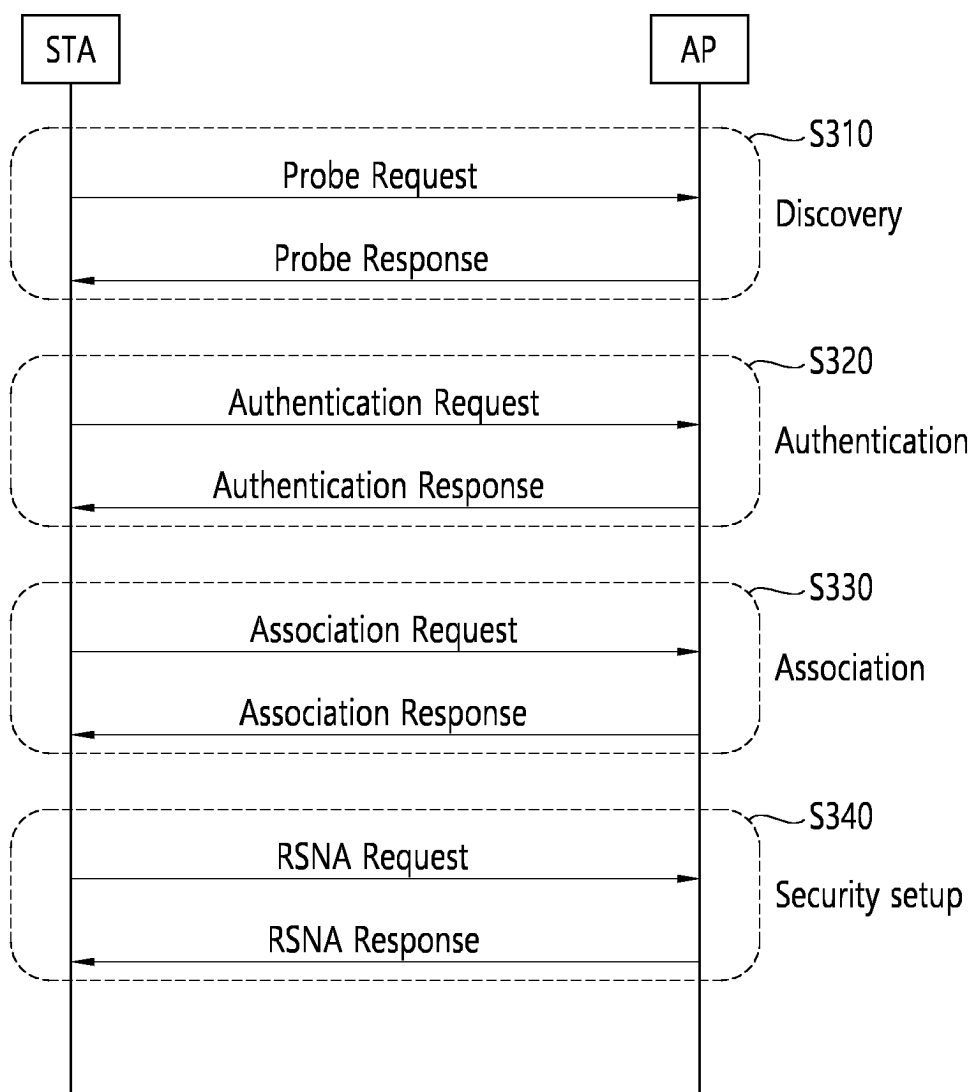 STA
AP
S310
Probe Request
Discovery
Probe Response
S320
Authentication Request
Authentication
Authentication Response
S330
Association Request
Association
Association Response
S340
RSNA Request
Security setup
RSNA Response